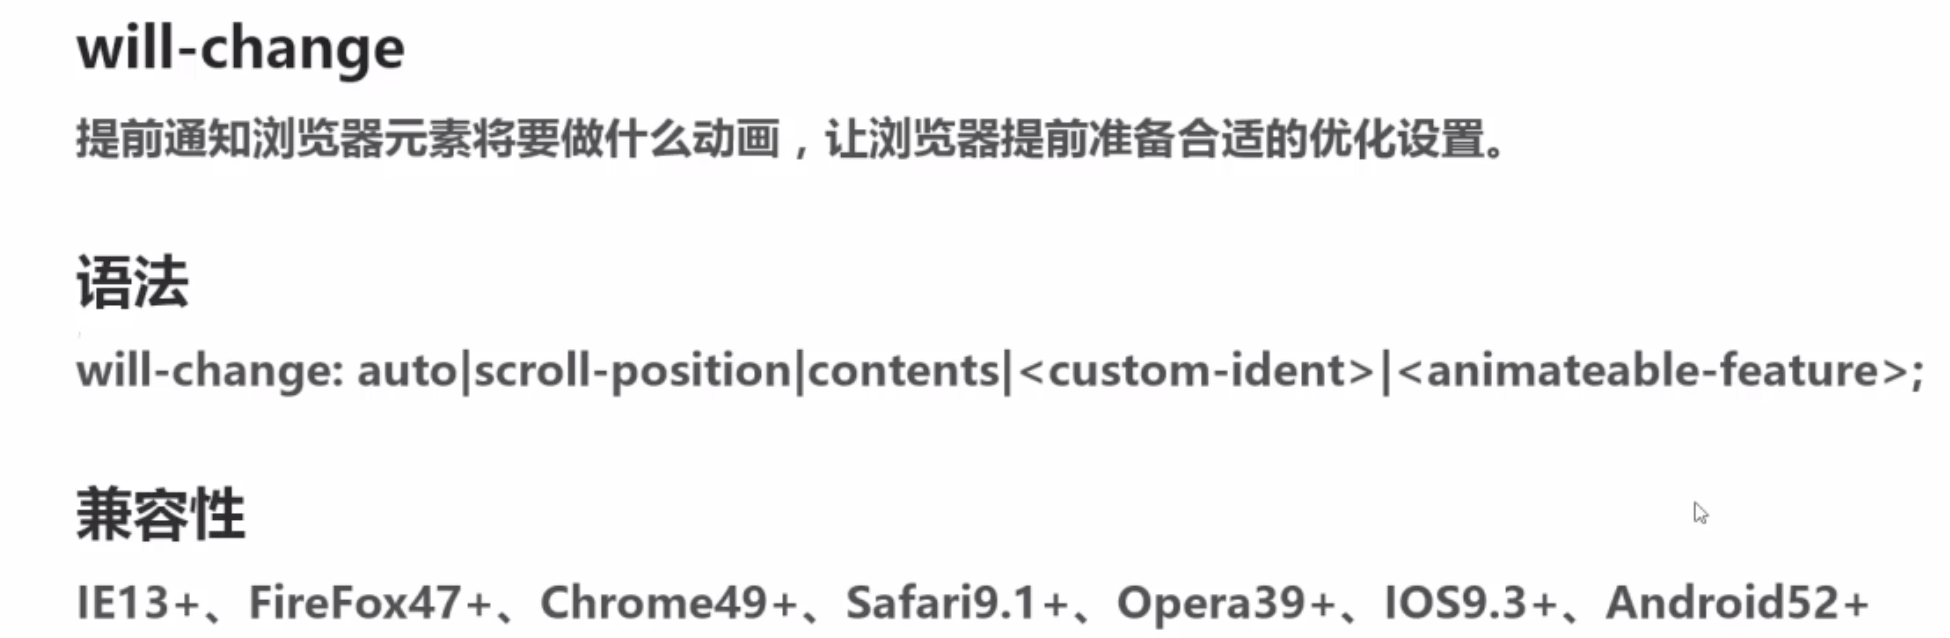 will-change
提前通知浏览器元素将要做什么动画，让浏览器提前准备合适的优化设置。
语法
will-change: auto|scroll-position|contents|<custom-ident>|<animateable-feature>;
兼容性
IE13+、FireFox47+、Chrome49+、Safari9.1+、Opera39+、IOS9.3+、Android52+